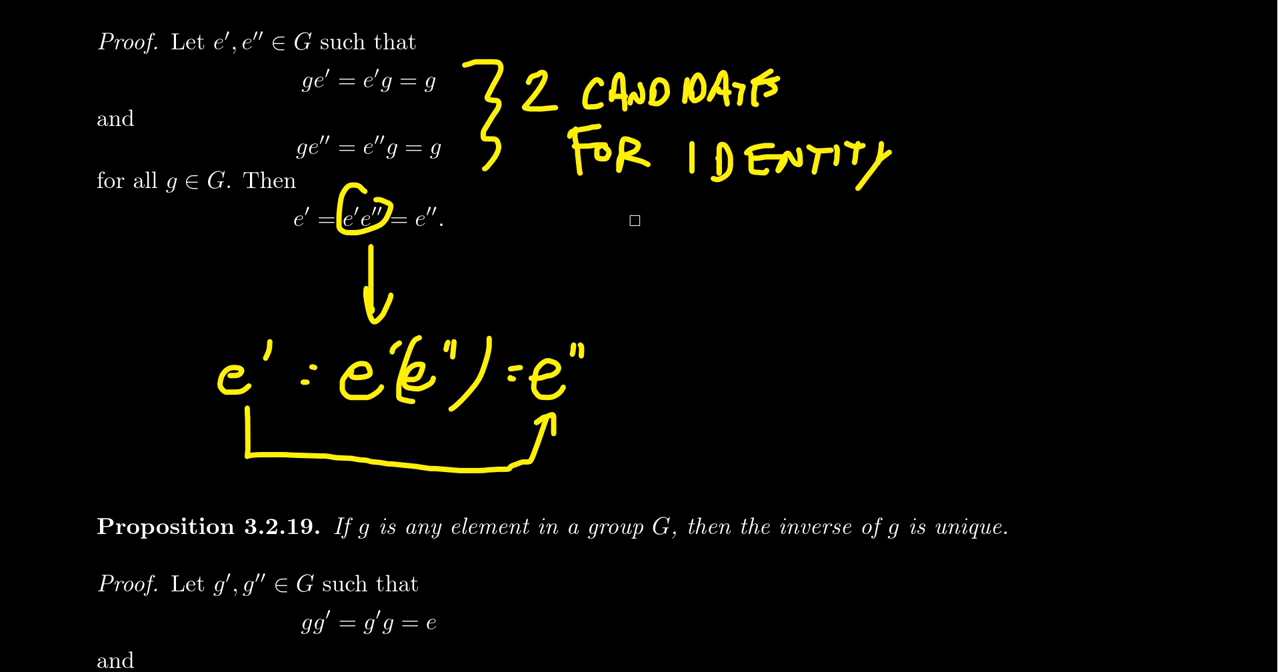 Proof. Let e′, e″ ∈ G such that
ge′ = e′g = g
2 CANDIDATES
and
ge″ = e″g = g
FOR IDENTITY
for all g ∈ G. Then
e′ = e′e″ = e″. □
e′ = e′(e″) = e″
Proposition 3.2.19. If g is any element in a group G, then the inverse of g is unique.
Proof. Let g′, g″ ∈ G such that
gg′ = g′g = e
and